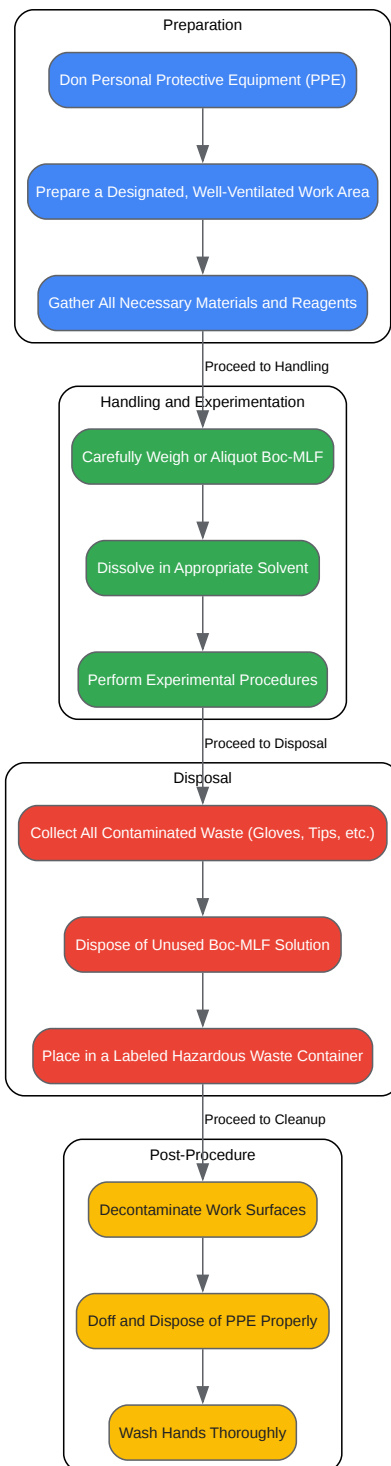 Preparation
Don Personal Protective Equipment (PPE)
Prepare a Designated, Well-Ventilated Work Area
Gather All Necessary Materials and Reagents
Proceed to Handling
Handling and Experimentation
Carefully Weigh or Aliquot Boc-MLF
Dissolve in Appropriate Solvent
Perform Experimental Procedures
Proceed to Disposal
Disposal
Collect All Contaminated Waste (Gloves, Tips, etc.)
Dispose of Unused Boc-MLF Solution
Place in a Labeled Hazardous Waste Container
Proceed to Cleanup
Post-Procedure
Decontaminate Work Surfaces
Doff and Dispose of PPE Properly
Wash Hands Thoroughly